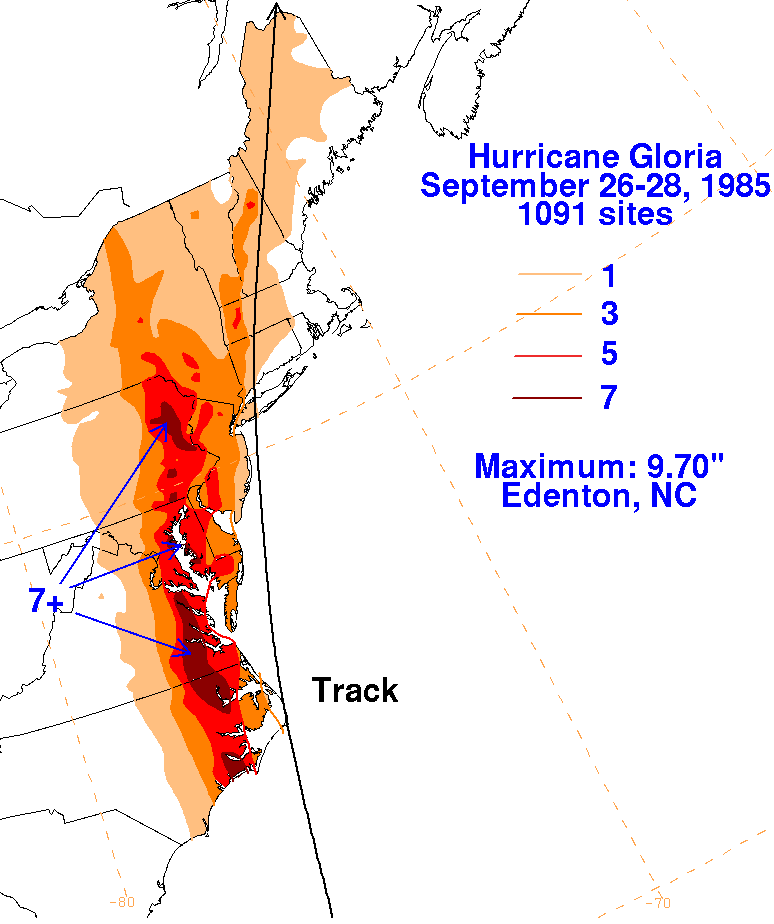 Hurricane Gloria
September 26-28, 1985
1091 sites
1
3
5
7
Maximum: 9.70"
Edenton, NC
7+
Track
-80
-70